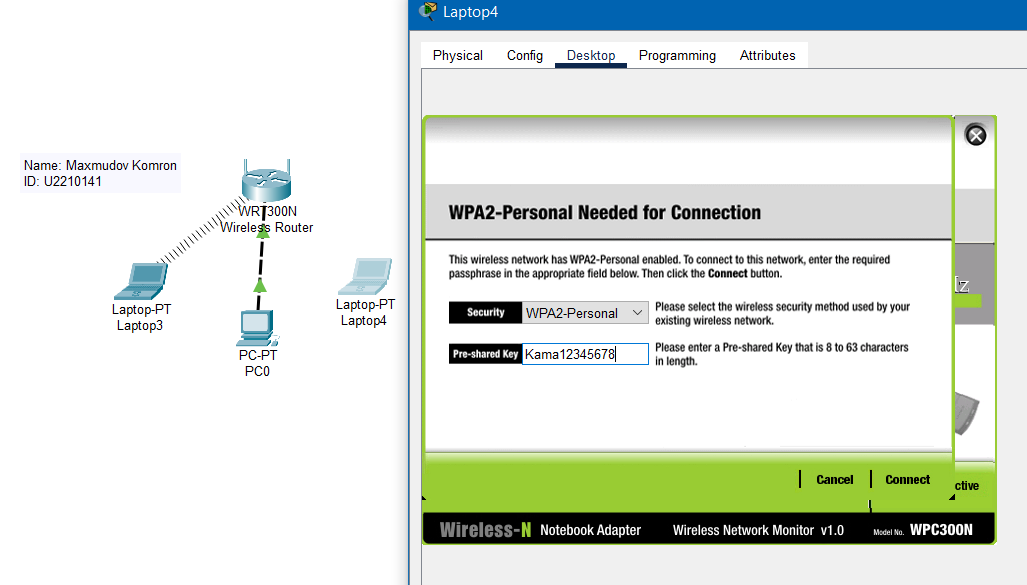 Laptop4
Physical Config Desktop Programming Attributes
Name: Maxmudov Komron
ID: U2210141
WRT300N
Wireless Router
Laptop-PT
Laptop3
Laptop-PT
Laptop4
PC-PT
PC0
WPA2-Personal Needed for Connection
This wireless network has WPA2-Personal enabled. To connect to this network, enter the required
passphrase in the appropriate field below. Then click the Connect button.
Security WPA2-Personal Please select the wireless security method used by your
existing wireless network.
Pre-shared Key Kama12345678 Please enter a Pre-shared Key that is 8 to 63 characters
in length.
Cancel Connect
ctive
Wireless-N Notebook Adapter Wireless Network Monitor v1.0 Model No. WPC300N